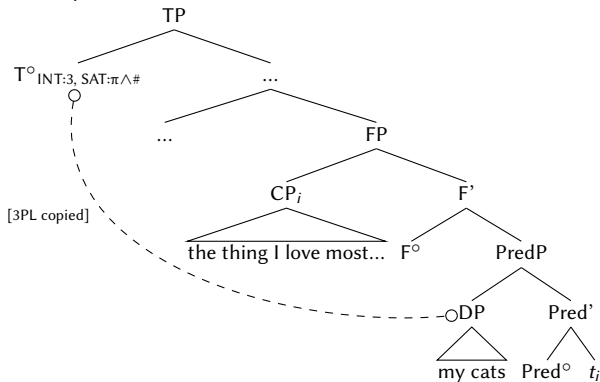 TP
T° INT:3, SAT:π∧# ...
... FP
CPi F’
[3PL copied]
the thing I love most... F° PredP
DP Pred’
my cats Pred° ti